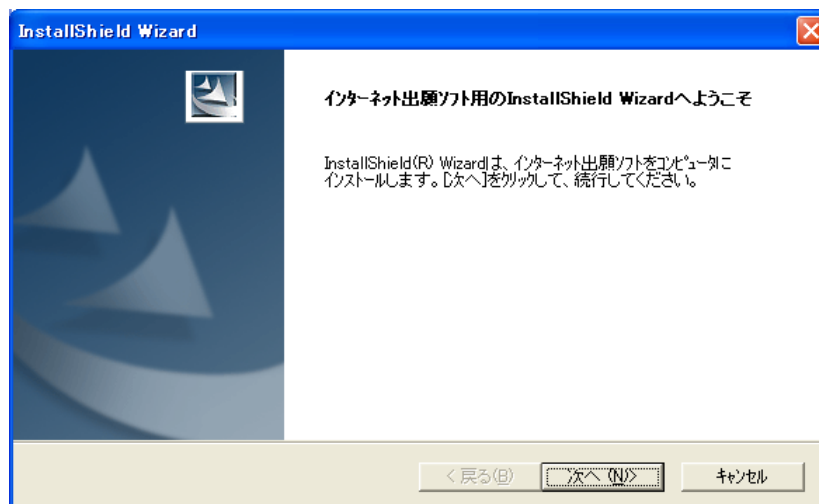 InstallShield Wizard
インターネット出願ソフト用のInstallShield Wizardへようこそ
InstallShield(R) Wizardは、インターネット出願ソフトをコンピュータに
インストールします。[次へ]をクリックして、続行してください。
< 戻る(B)
次へ (N)>
キャンセル